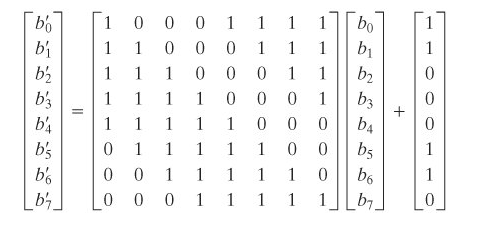 b′₀ 1 0 0 0 1 1 1 1 b₀ 1
b′₁ 1 1 0 0 0 1 1 1 b₁ 1
b′₂ 1 1 1 0 0 0 1 1 b₂ 0
b′₃ 1 1 1 1 0 0 0 1 b₃ 0
= +
b′₄ 1 1 1 1 1 0 0 0 b₄ 0
b′₅ 0 1 1 1 1 1 0 0 b₅ 1
b′₆ 0 0 1 1 1 1 1 0 b₆ 1
b′₇ 0 0 0 1 1 1 1 1 b₇ 0